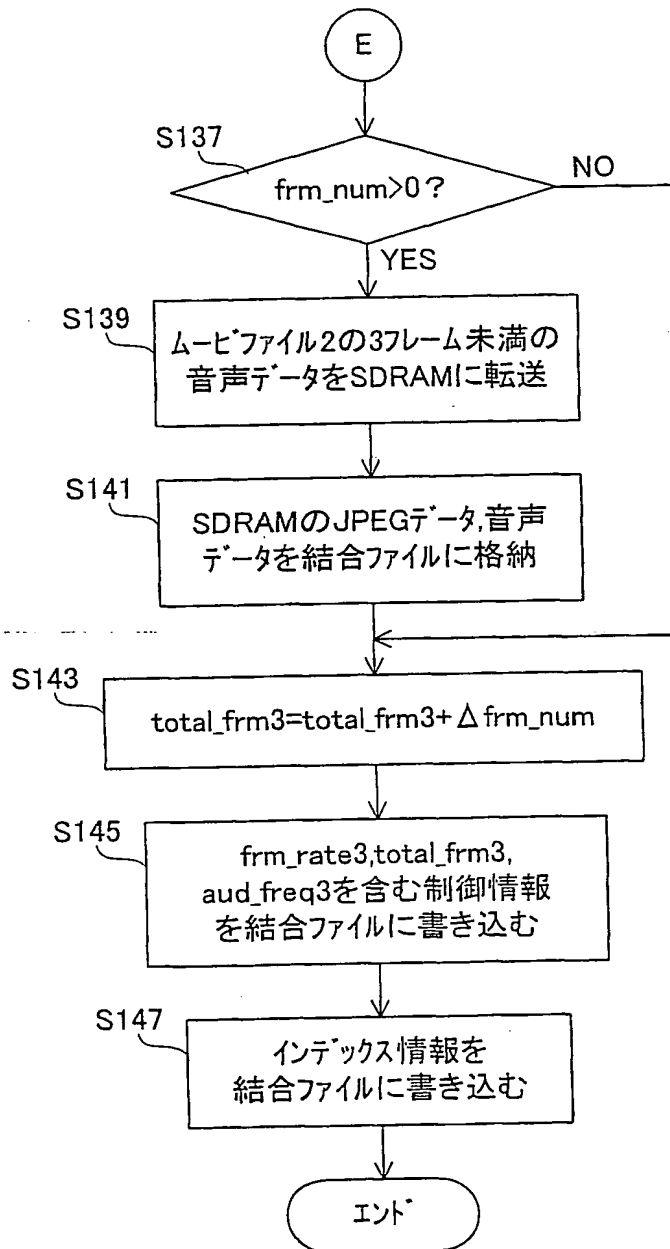 E
S137
frm_num>0?
NO
YES
S139
ムービファイル2の3フレーム未満の
音声データをSDRAMに転送
S141
SDRAMのJPEGデータ,音声
データを結合ファイルに格納
S143
total_frm3=total_frm3+Δfrm_num
S145
frm_rate3,total_frm3,
aud_freq3を含む制御情報
を結合ファイルに書き込む
S147
インデックス情報を
結合ファイルに書き込む
エンド